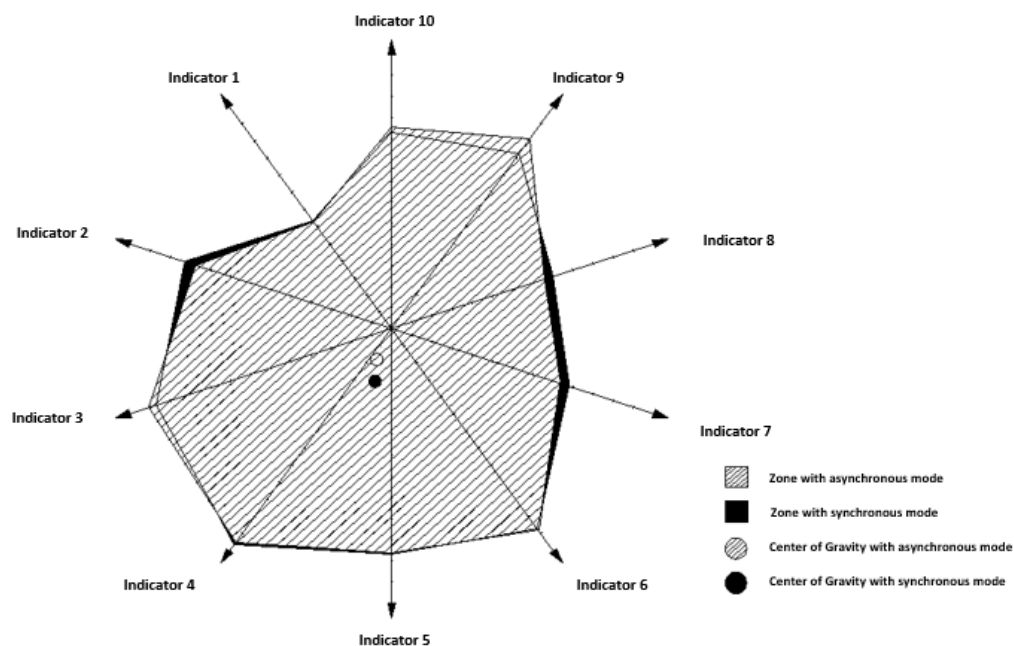 Indicator 10
Indicator 1
Indicator 9
Indicator 2
Indicator 8
Indicator 3
Indicator 7
Zone with asynchronous mode
Zone with synchronous mode
Center of Gravity with asynchronous mode
Center of Gravity with synchronous mode
Indicator 4
Indicator 6
Indicator 5